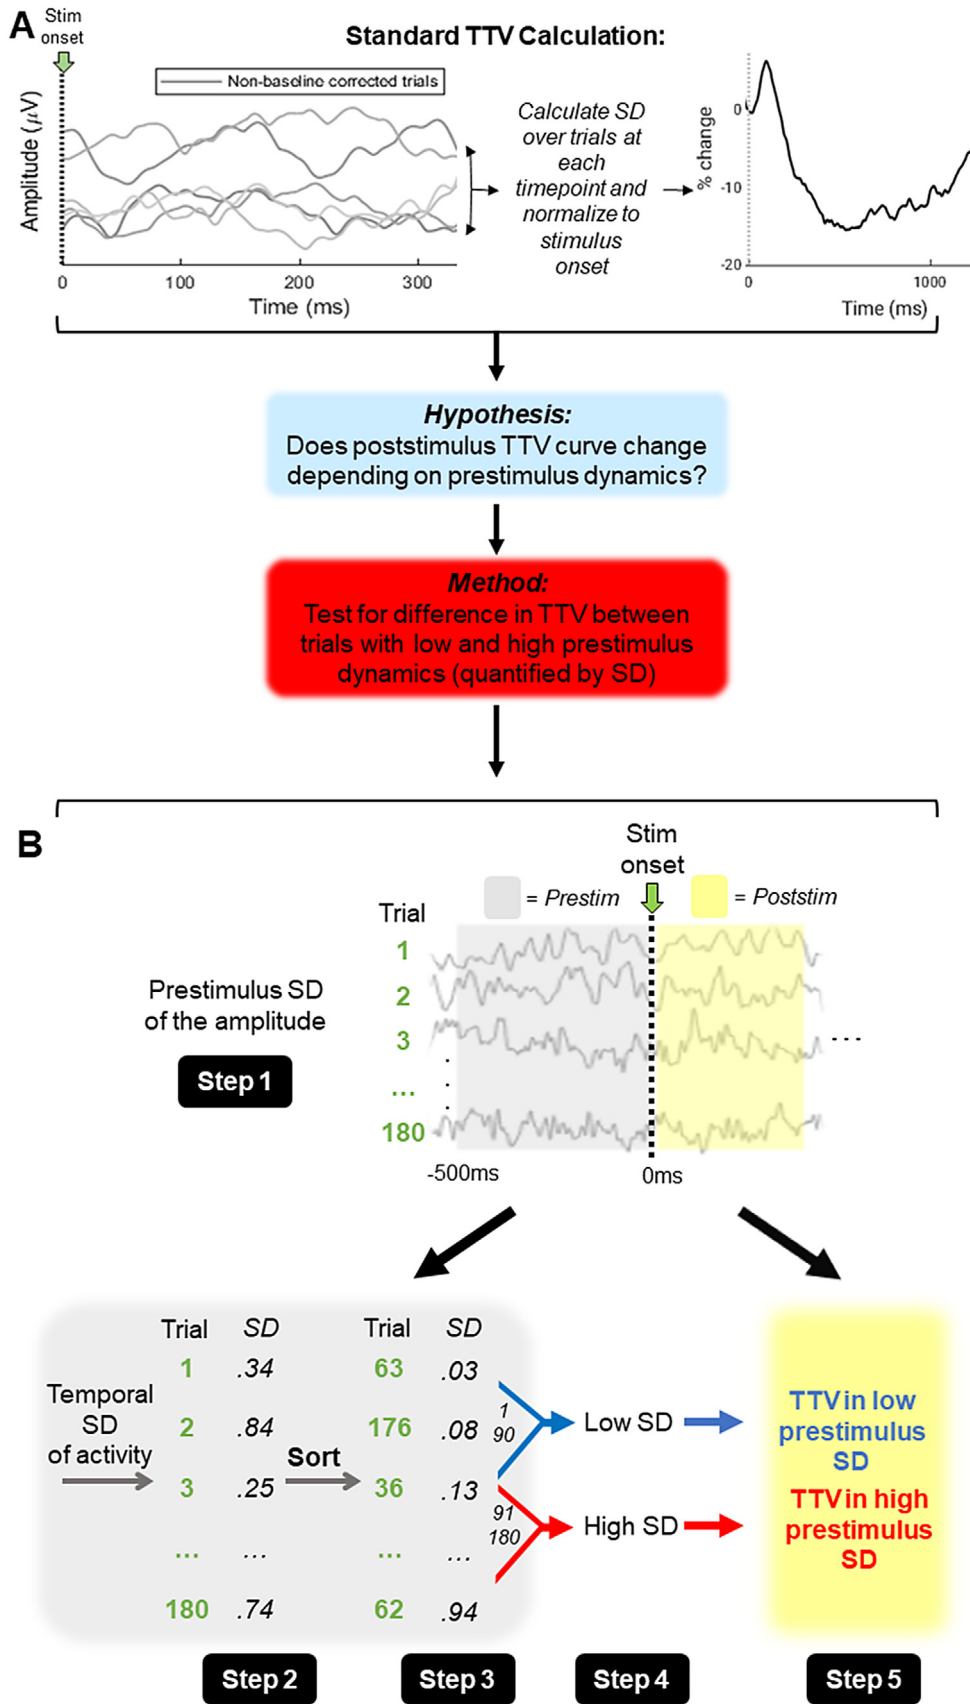 A
Stim
onset
Standard TTV Calculation:
Non-baseline corrected trials
Amplitude (μV)
0
100
200
300
Time (ms)
Calculate SD
over trials at
each
timepoint and
normalize to
stimulus
onset
% change
0
-10
-20
0
1000
Time (ms)
Hypothesis:
Does poststimulus TTV curve change
depending on prestimulus dynamics?
Method:
Test for difference in TTV between
trials with low and high prestimulus
dynamics (quantified by SD)
B
Stim
onset
= Prestim
= Poststim
Trial
1
2
3
...
180
...
Prestimulus SD
of the amplitude
Step 1
-500ms
0ms
Temporal
SD
of activity
Trial SD
1 .34
2 .84
3 .25
... ...
180 .74
Sort
Trial SD
63 .03
176 .08
36 .13
... ...
62 .94
1
90
91
180
Low SD
High SD
TTV in low
prestimulus
SD
TTV in high
prestimulus
SD
Step 2
Step 3
Step 4
Step 5